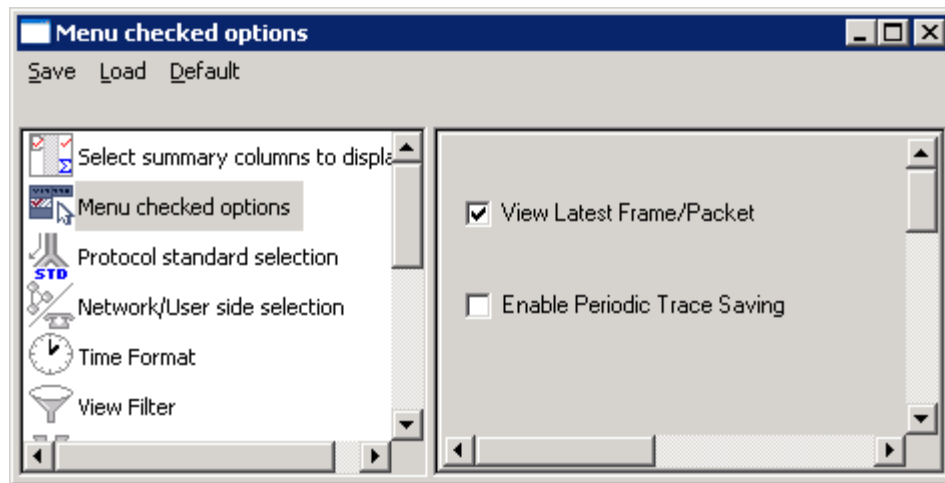 Menu checked options
Save Load Default
Select summary columns to displa
Menu checked options
STD
Protocol standard selection
Network/User side selection
Time Format
View Filter
View Latest Frame/Packet
Enable Periodic Trace Saving